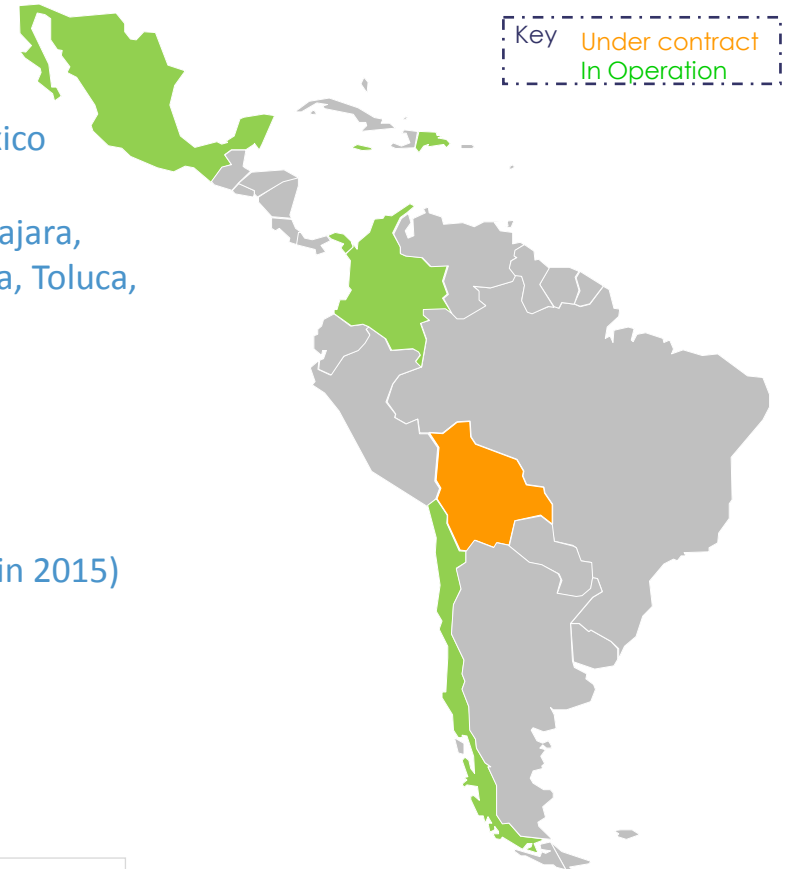 Key
Under contract
In Operation
ajara,
a, Toluca,
in 2015)